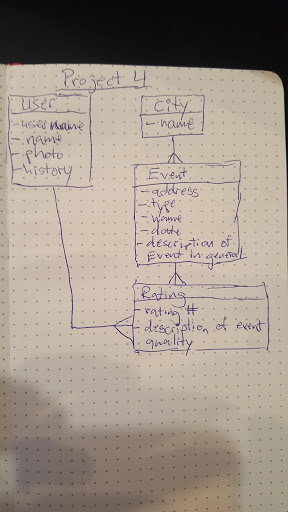 Project 4
User
- username
- name
- photo
- history
City
- name
Event
- address
- type
- name
- date
- description of
Event in general
Rating
- rating #
- description of event
quality